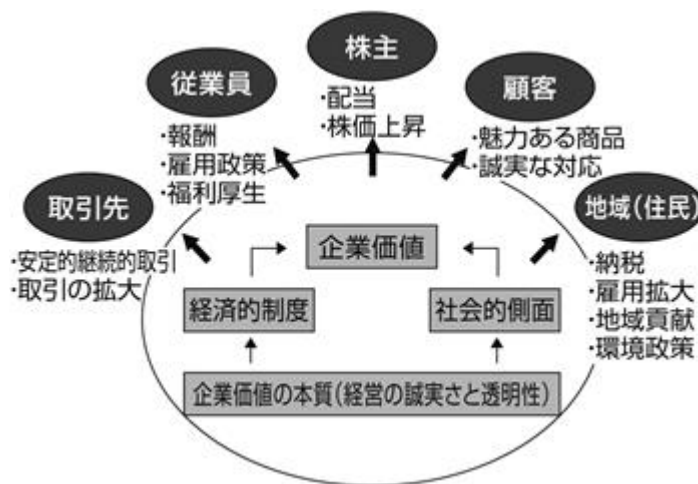 株主
・配当
・株価上昇
従業員
・報酬
・雇用政策
・福利厚生
顧客
・魅力ある商品
・誠実な対応
取引先
・安定的継続的取引
・取引の拡大
地域(住民)
・納税
・雇用拡大
・地域貢献
・環境政策
企業価値
経済的制度
社会的側面
企業価値の本質(経営の誠実さと透明性)